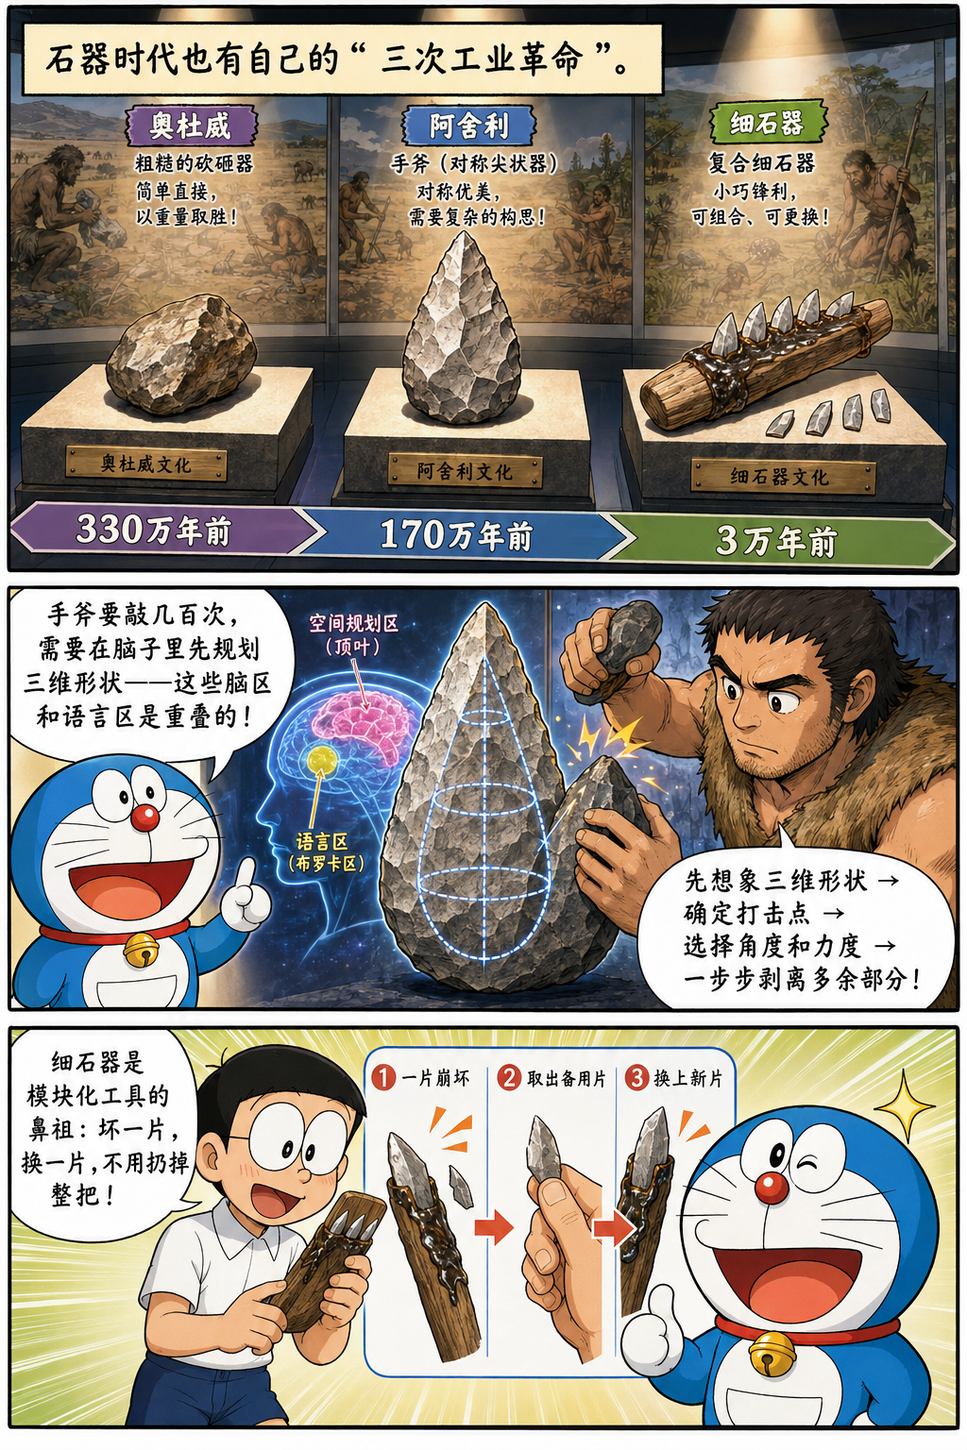 石器时代也有自己的“三次工业革命”。
奥杜威
粗糙的砍砸器
简单直接，
以重量取胜！
阿舍利
手斧（对称尖状器）
对称优美，
需要复杂的构思！
细石器
复合细石器
小巧锋利，
可组合、可更换！
奥杜威文化
阿舍利文化
细石器文化
330万年前
170万年前
3万年前
手斧要敲几百次，
需要在脑子里先规划
三维形状——这些脑区
和语言区是重叠的！
空间规划区
（顶叶）
语言区
（布罗卡区）
先想象三维形状 →
确定打击点 →
选择角度和力度 →
一步步剥离多余部分！
细石器是
模块化工具的
鼻祖：坏一片，
换一片，不用扔掉
整把！
1 一片崩坏
2 取出备用片
3 换上新片